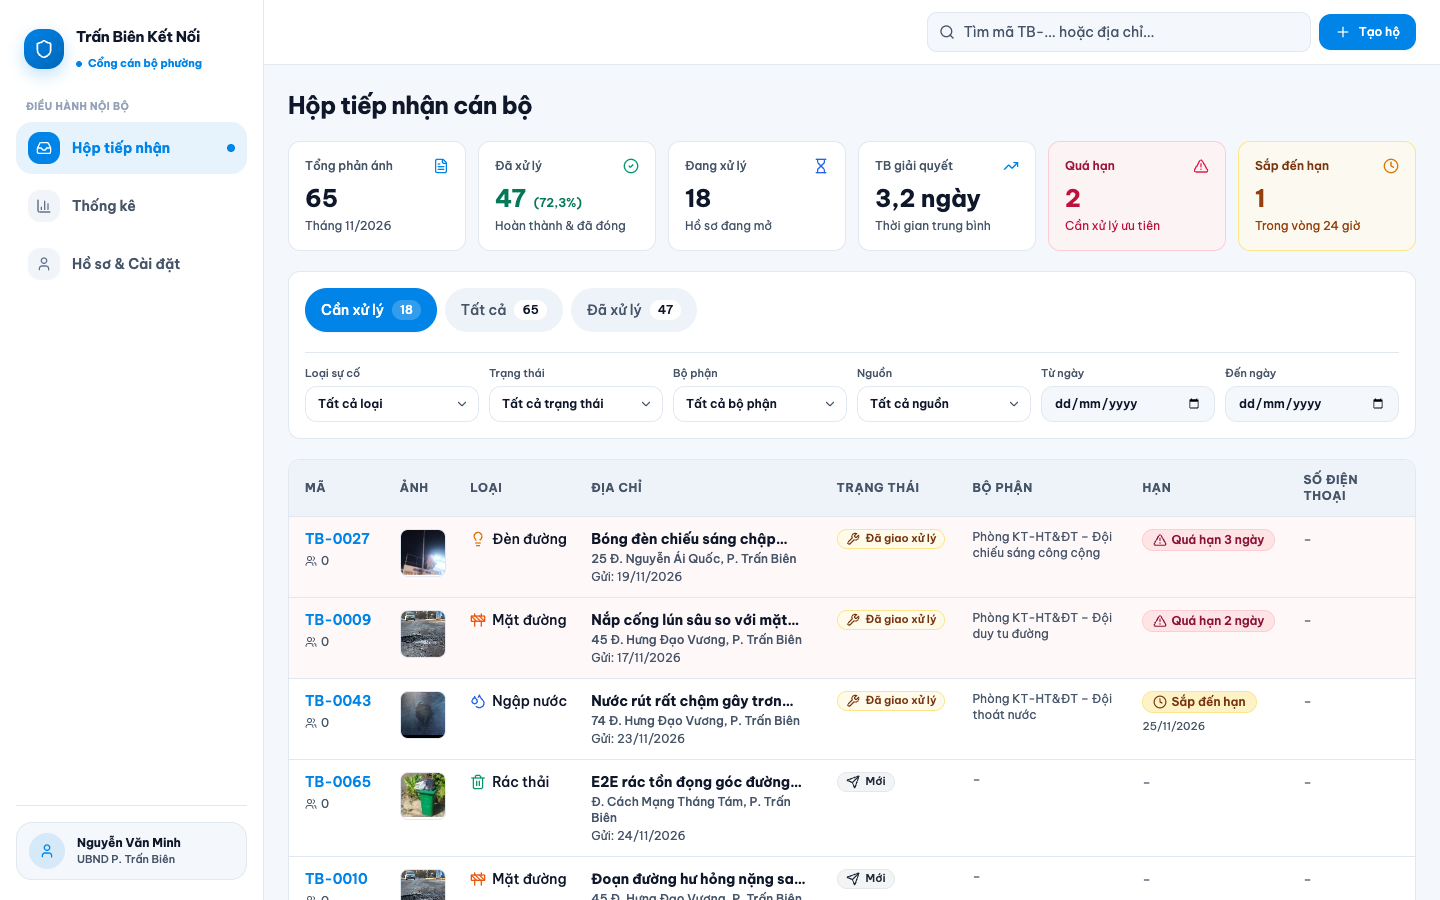 Trấn Biên Kết Nối
Cổng cán bộ phường
ĐIỀU HÀNH NỘI BỘ
Hộp tiếp nhận
Thống kê
Hồ sơ & Cài đặt
Nguyễn Văn Minh
UBND P. Trấn Biên
Tìm mã TB-... hoặc địa chỉ...
Tạo hộ
Hộp tiếp nhận cán bộ
Tổng phản ánh
65
Tháng 11/2026
Đã xử lý
47 (72,3%)
Hoàn thành & đã đóng
Đang xử lý
18
Hồ sơ đang mở
TB giải quyết
3,2 ngày
Thời gian trung bình
Quá hạn
2
Cần xử lý ưu tiên
Sắp đến hạn
1
Trong vòng 24 giờ
Cần xử lý 18
Tất cả 65
Đã xử lý 47
Loại sự cố
Tất cả loại
Trạng thái
Tất cả trạng thái
Bộ phận
Tất cả bộ phận
Nguồn
Tất cả nguồn
Từ ngày
dd/mm/yyyy
Đến ngày
dd/mm/yyyy
MÃ ẢNH LOẠI ĐỊA CHỈ TRẠNG THÁI BỘ PHẬN HẠN SỐ ĐIỆN THOẠI
TB-0027
0
Đèn đường
Bóng đèn chiếu sáng chập...
25 Đ. Nguyễn Ái Quốc, P. Trấn Biên
Gửi: 19/11/2026
Đã giao xử lý
Phòng KT-HT&ĐT – Đội
chiếu sáng công cộng
Quá hạn 3 ngày
–
TB-0009
0
Mặt đường
Nắp cống lún sâu so với mặt...
45 Đ. Hưng Đạo Vương, P. Trấn Biên
Gửi: 17/11/2026
Đã giao xử lý
Phòng KT-HT&ĐT – Đội
duy tu đường
Quá hạn 2 ngày
–
TB-0043
0
Ngập nước
Nước rút rất chậm gây trơn...
74 Đ. Hưng Đạo Vương, P. Trấn Biên
Gửi: 23/11/2026
Đã giao xử lý
Phòng KT-HT&ĐT – Đội
thoát nước
Sắp đến hạn
25/11/2026
–
TB-0065
0
Rác thải
E2E rác tồn đọng góc đường...
Đ. Cách Mạng Tháng Tám, P. Trấn
Biên
Gửi: 24/11/2026
Mới
–
–
–
TB-0010
0
Mặt đường
Đoạn đường hư hỏng nặng sa...
45 Đ. Hưng Đạo Vương, P. Trấn Biên
Mới
–
–
–